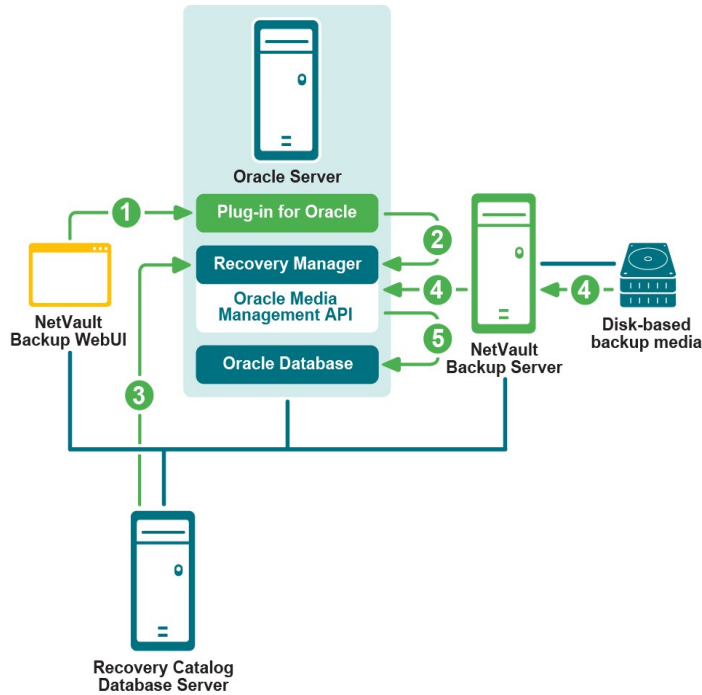 Oracle Server
1
Plug-in for Oracle
2
Recovery Manager
4
4
Oracle Media
Management API
5
NetVault
Backup WebUI
NetVault
Backup Server
Disk-based
backup media
Oracle Database
3
Recovery Catalog
Database Server